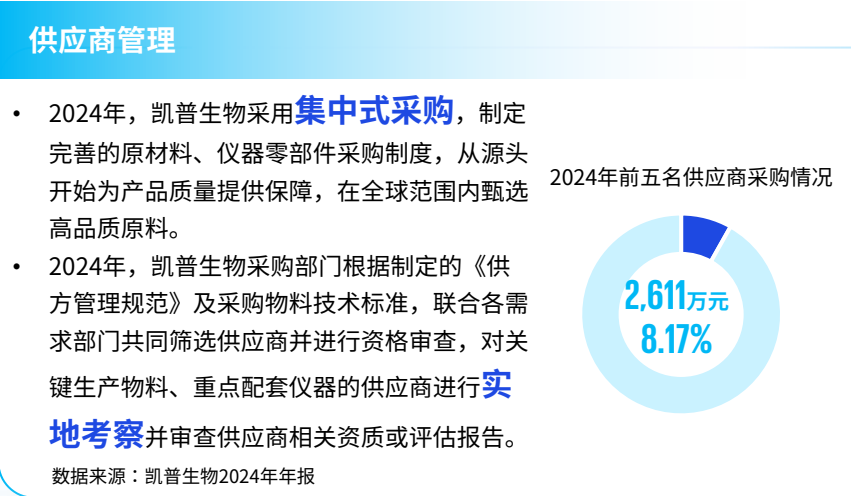 供应商管理
• 2024年，凯普生物采用集中式采购，制定
完善的原材料、仪器零部件采购制度，从源头
开始为产品质量提供保障，在全球范围内甄选
高品质原料。
• 2024年，凯普生物采购部门根据制定的《供
方管理规范》及采购物料技术标准，联合各需
求部门共同筛选供应商并进行资格审查，对关
键生产物料、重点配套仪器的供应商进行实
地考察并审查供应商相关资质或评估报告。
数据来源：凯普生物2024年年报
2024年前五名供应商采购情况
2,611万元
8.17%